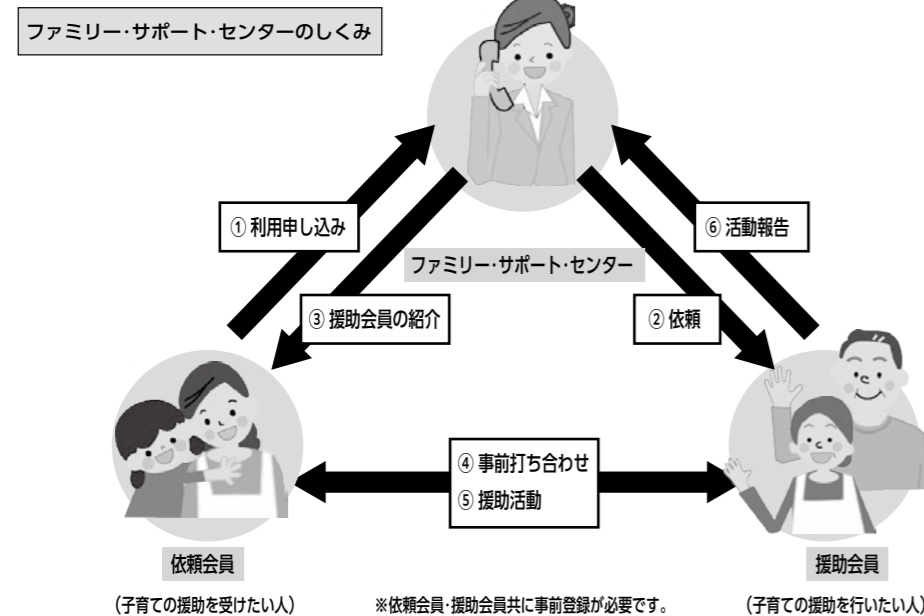 ファミリー・サポート・センターのしくみ
① 利用申し込み
⑥ 活動報告
ファミリー・サポート・センター
③ 援助会員の紹介
② 依頼
④ 事前打ち合わせ
⑤ 援助活動
依頼会員
援助会員
（子育ての援助を受けたい人）
※依頼会員・援助会員共に事前登録が必要です。
（子育ての援助を行いたい人）